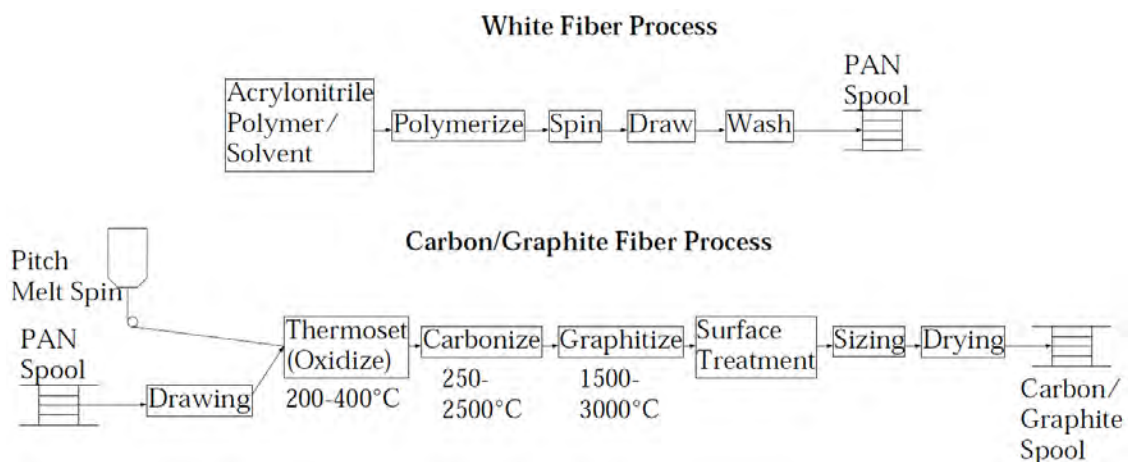 White Fiber Process
Acrylonitrile
Polymer/
Solvent
Polymerize
Spin
Draw
Wash
PAN
Spool
Carbon/Graphite Fiber Process
Pitch
Melt Spin
PAN
Spool
Drawing
Thermoset
(Oxidize)
200-400°C
Carbonize
250-
2500°C
Graphitize
1500-
3000°C
Surface
Treatment
Sizing
Drying
Carbon/
Graphite
Spool